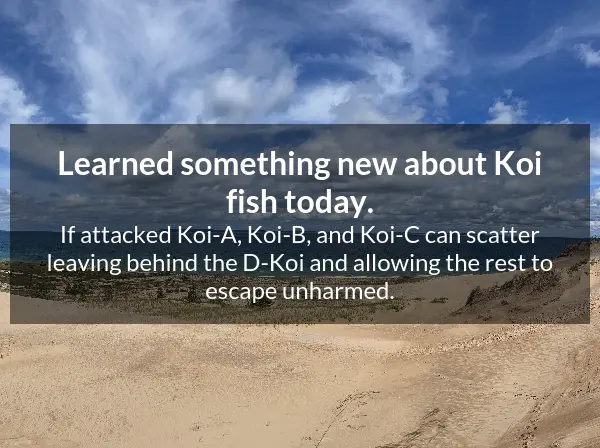 Learned something new about Koi
fish today.
If attacked Koi-A, Koi-B, and Koi-C can scatter
leaving behind the D-Koi and allowing the rest to
escape unharmed.